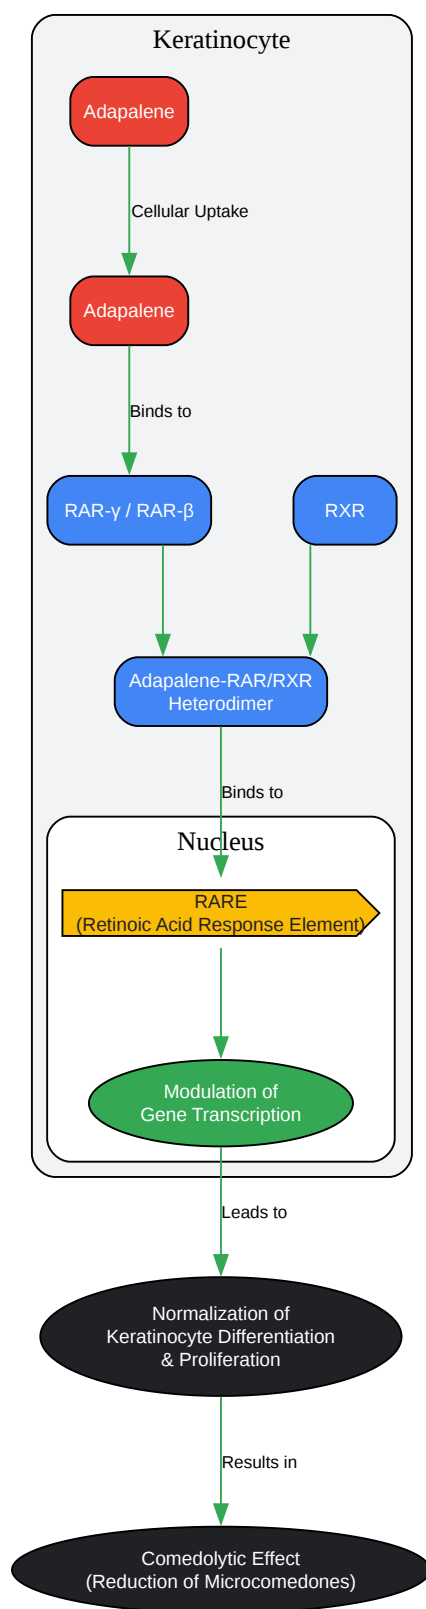 Keratinocyte
Adapalene
Cellular Uptake
Adapalene
Binds to
RAR-γ / RAR-β
RXR
Adapalene-RAR/RXR
Heterodimer
Binds to
Nucleus
RARE
(Retinoic Acid Response Element)
Modulation of
Gene Transcription
Leads to
Normalization of
Keratinocyte Differentiation
& Proliferation
Results in
Comedolytic Effect
(Reduction of Microcomedones)